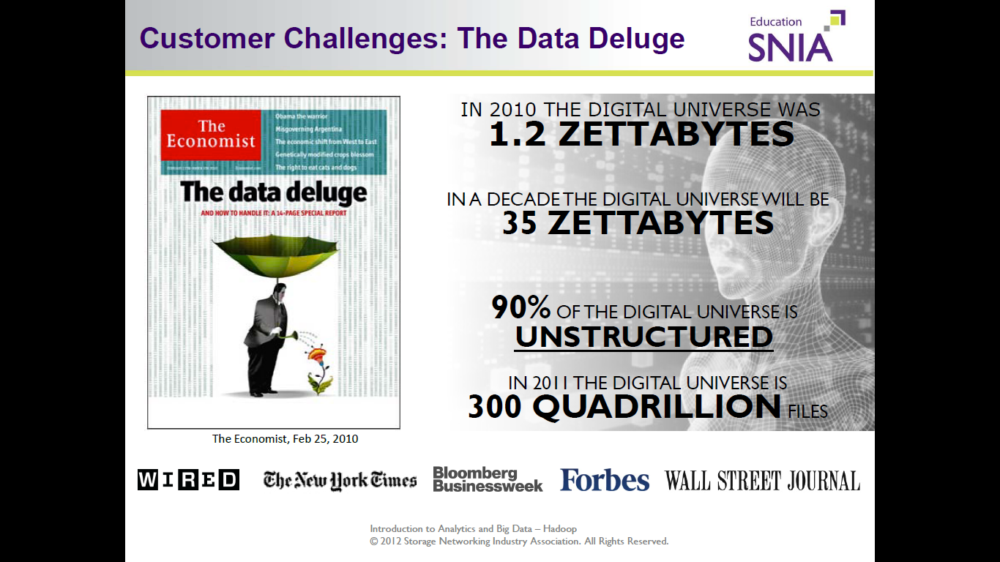 Customer Challenges: The Data Deluge
Education
SNIA
The
Economist
Obama the warrior
Misgoverning Argentina
The economic shift from West to East
Genetically modified crops blossom
The right to eat cats and dogs
Economist.com
The data deluge
AND HOW TO HANDLE IT: A 14-PAGE SPECIAL REPORT
The Economist, Feb 25, 2010
IN 2010 THE DIGITAL UNIVERSE WAS
1.2 ZETTABYTES
IN A DECADE THE DIGITAL UNIVERSE WILL BE
35 ZETTABYTES
90% OF THE DIGITAL UNIVERSE IS
UNSTRUCTURED
IN 2011 THE DIGITAL UNIVERSE IS
300 QUADRILLION FILES
WIRED
The New York Times
Bloomberg
Businessweek
Forbes
WALL STREET JOURNAL
Introduction to Analytics and Big Data – Hadoop
© 2012 Storage Networking Industry Association. All Rights Reserved.